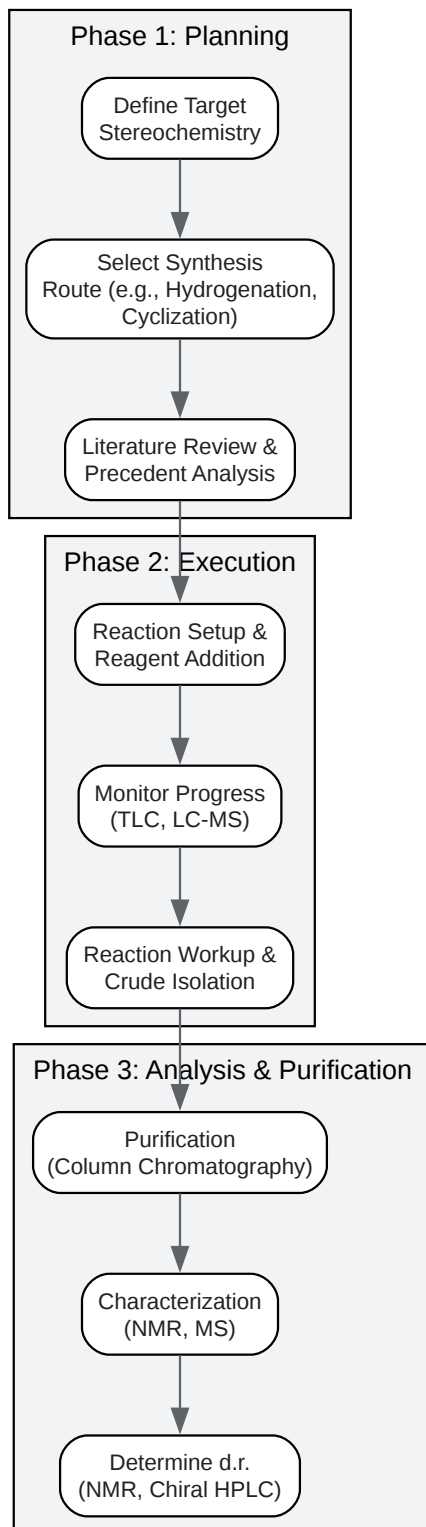 Phase 1: Planning
Define Target
Stereochemistry
Select Synthesis
Route (e.g., Hydrogenation,
Cyclization)
Literature Review &
Precedent Analysis
Phase 2: Execution
Reaction Setup &
Reagent Addition
Monitor Progress
(TLC, LC-MS)
Reaction Workup &
Crude Isolation
Phase 3: Analysis & Purification
Purification
(Column Chromatography)
Characterization
(NMR, MS)
Determine d.r.
(NMR, Chiral HPLC)